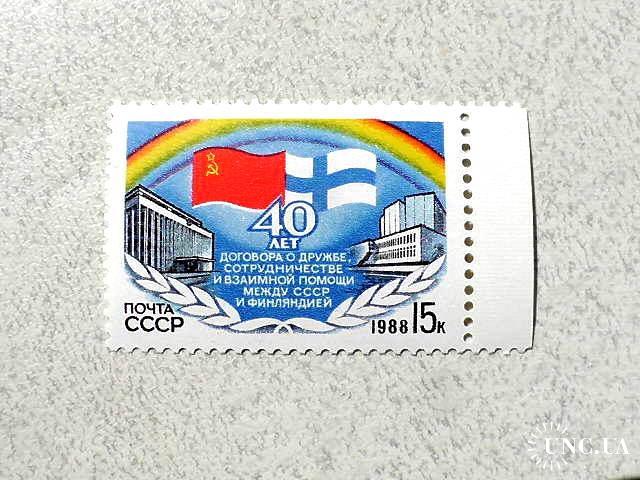 40
ЛЕТ
ДОГОВОРА О ДРУЖБЕ,
СОТРУДНИЧЕСТВЕ
И ВЗАИМНОЙ ПОМОЩИ
МЕЖДУ СССР
И ФИНЛЯНДИЕЙ
ПОЧТА
СССР
1988 15к
UNC.UA